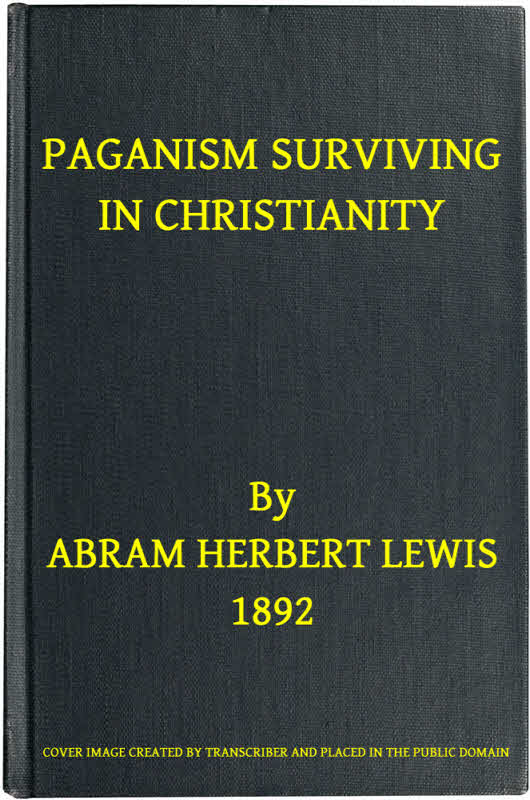 PAGANISM SURVIVING
IN CHRISTIANITY
By
ABRAM HERBERT LEWIS
1892
COVER IMAGE CREATED BY TRANSCRIBER AND PLACED IN THE PUBLIC DOMAIN